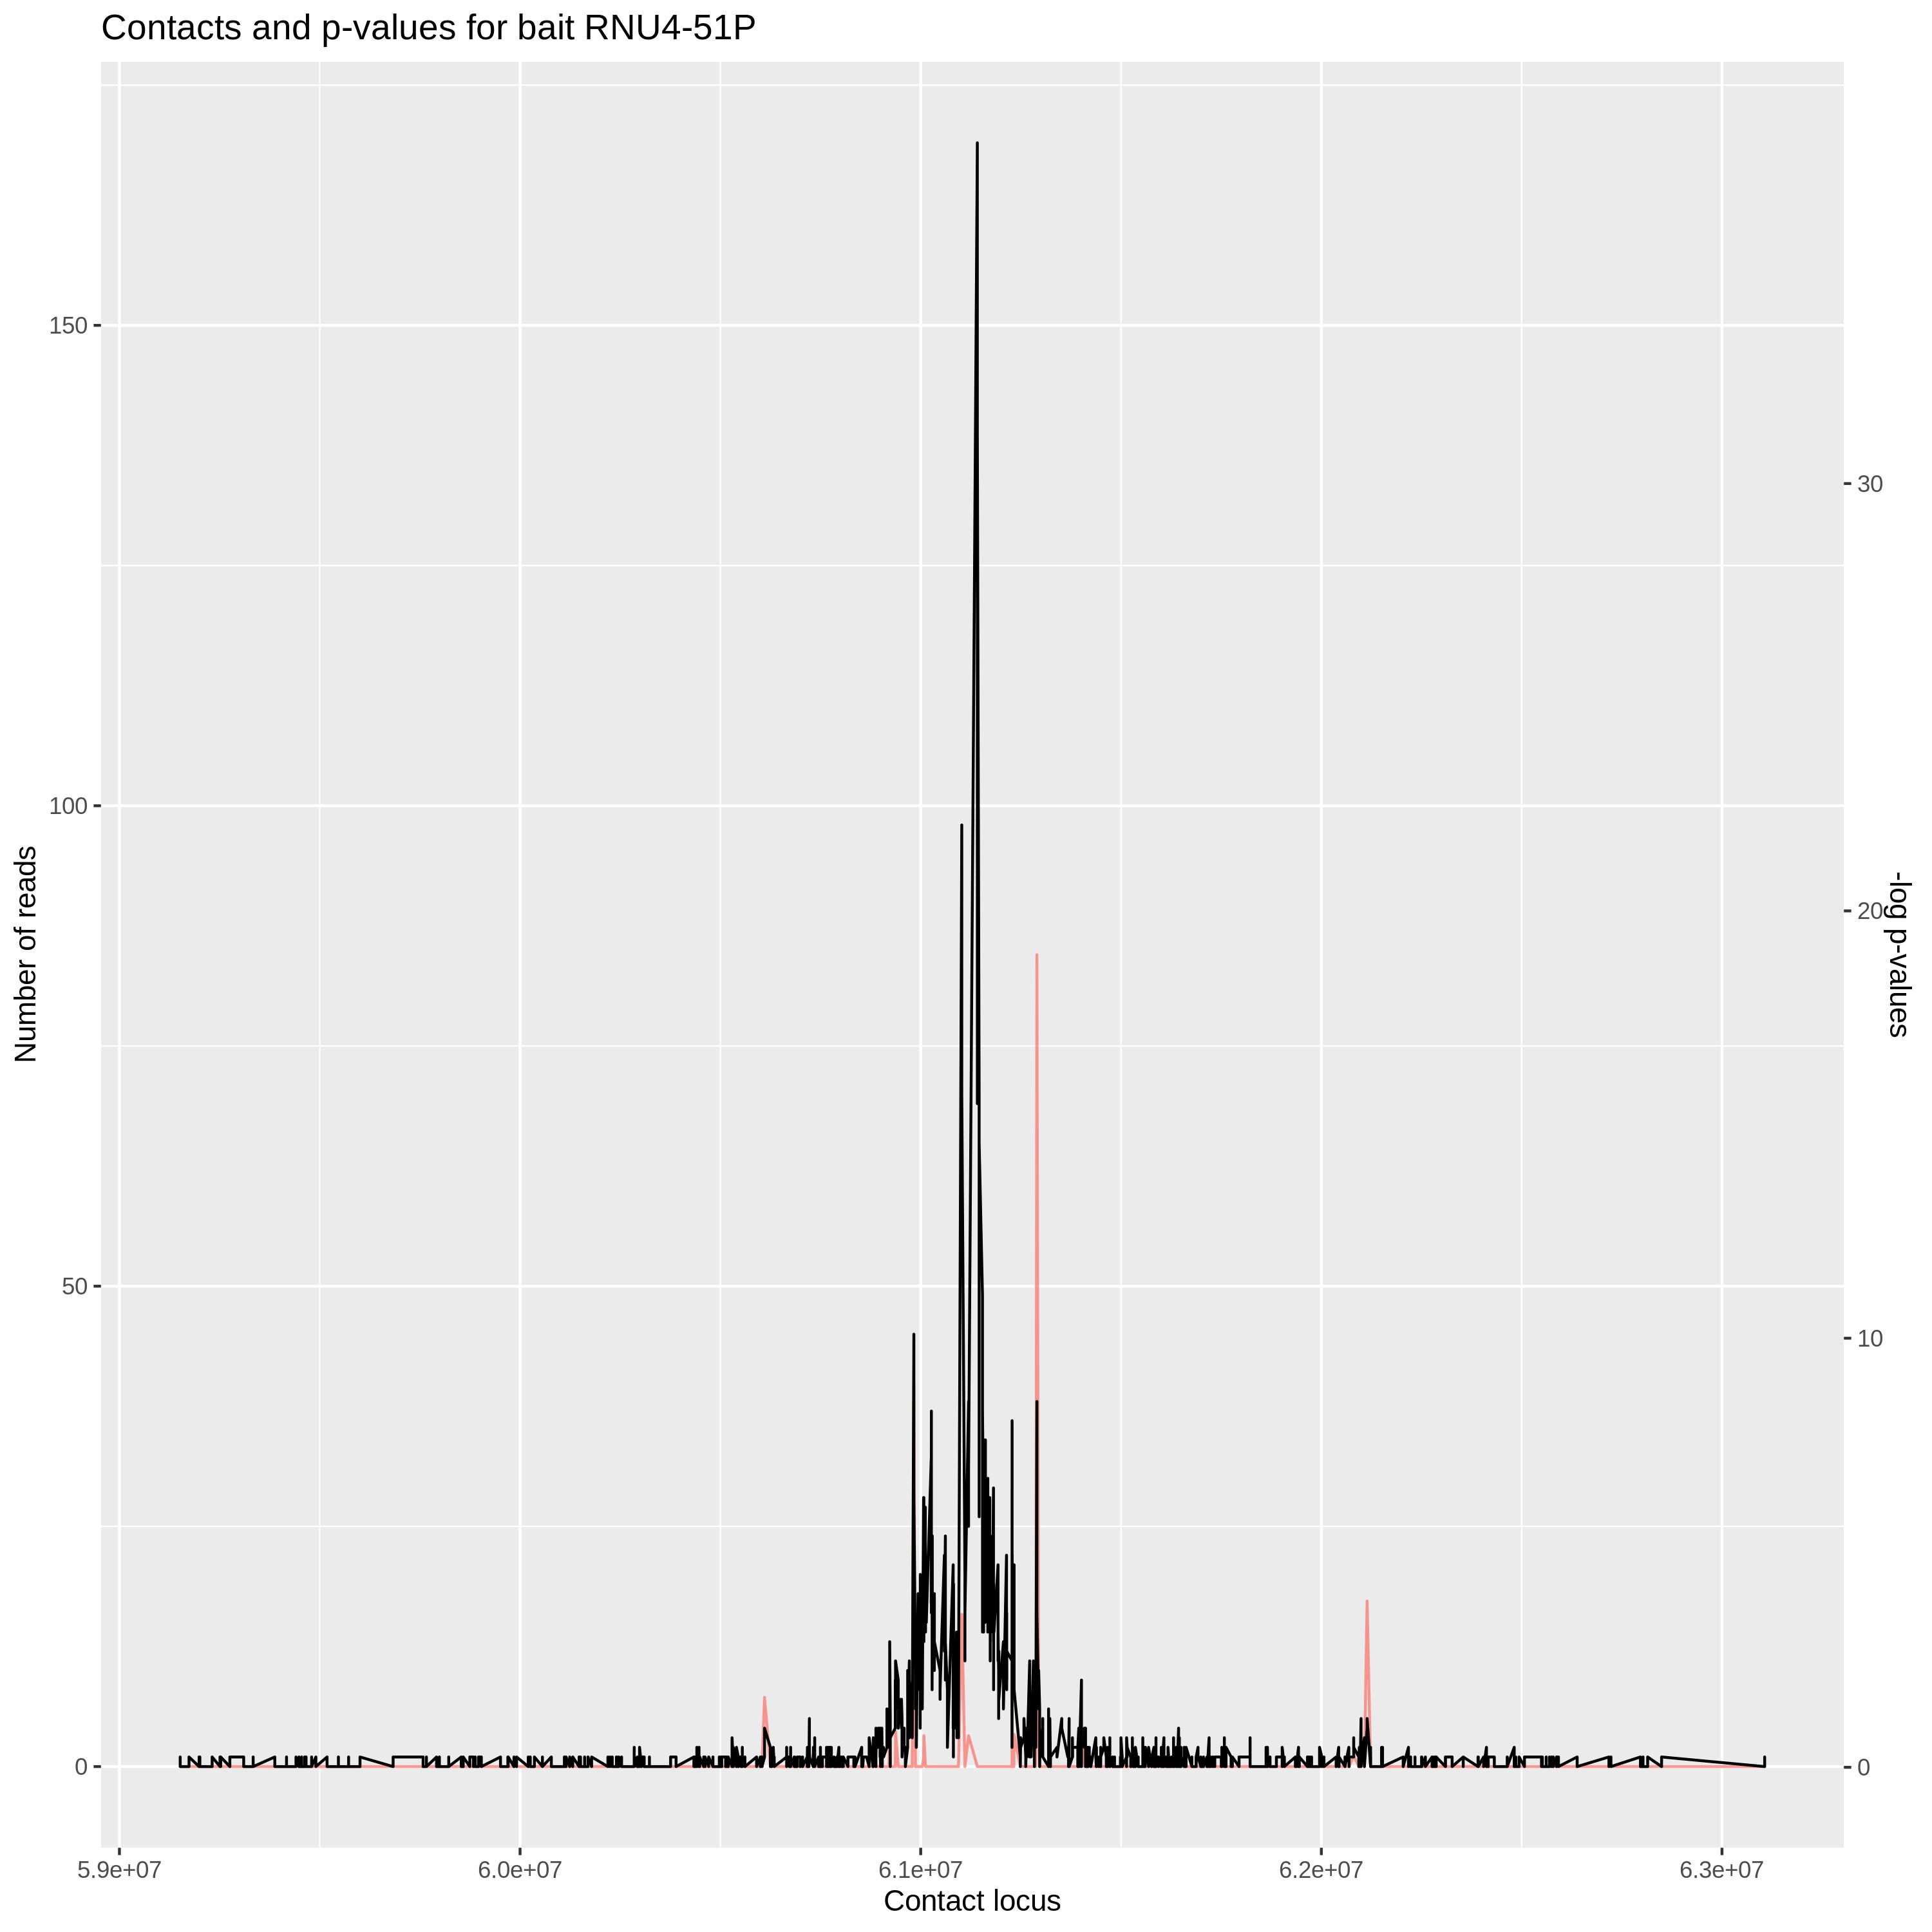 Contacts and p-values for bait RNU4-51P
Number of reads
150
100
50
0
30
20
10
0
-log p-values
5.9e+07 6.0e+07 6.1e+07 6.2e+07 6.3e+07
Contact locus